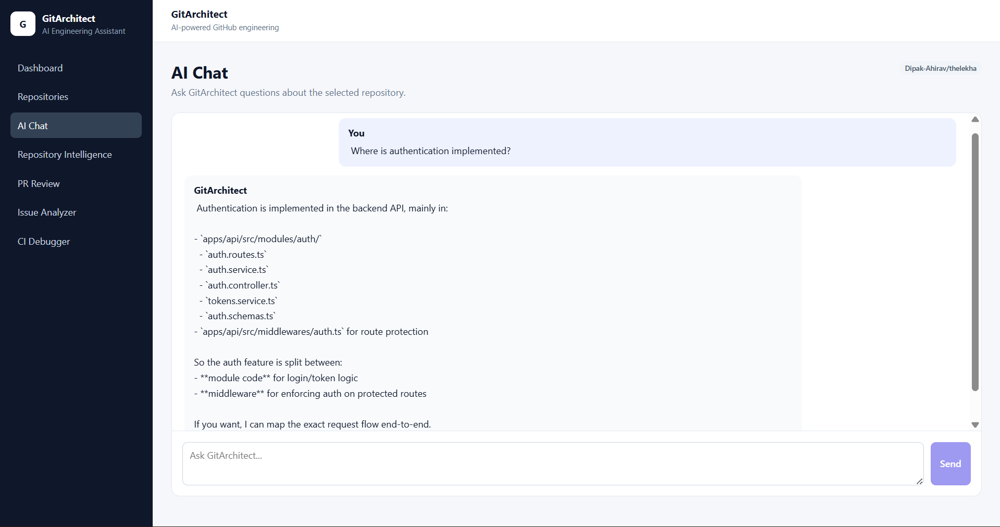 G
GitArchitect
AI Engineering Assistant
Dashboard
Repositories
AI Chat
Repository Intelligence
PR Review
Issue Analyzer
CI Debugger
GitArchitect
AI-powered GitHub engineering
AI Chat
Ask GitArchitect questions about the selected repository.
Dipak-Ahirav/thelekha
You
Where is authentication implemented?
GitArchitect
Authentication is implemented in the backend API, mainly in:
- `apps/api/src/modules/auth/`
- `auth.routes.ts`
- `auth.service.ts`
- `auth.controller.ts`
- `tokens.service.ts`
- `auth.schemas.ts`
- `apps/api/src/middlewares/auth.ts` for route protection
So the auth feature is split between:
- **module code** for login/token logic
- **middleware** for enforcing auth on protected routes
If you want, I can map the exact request flow end-to-end.
Ask GitArchitect...
Send